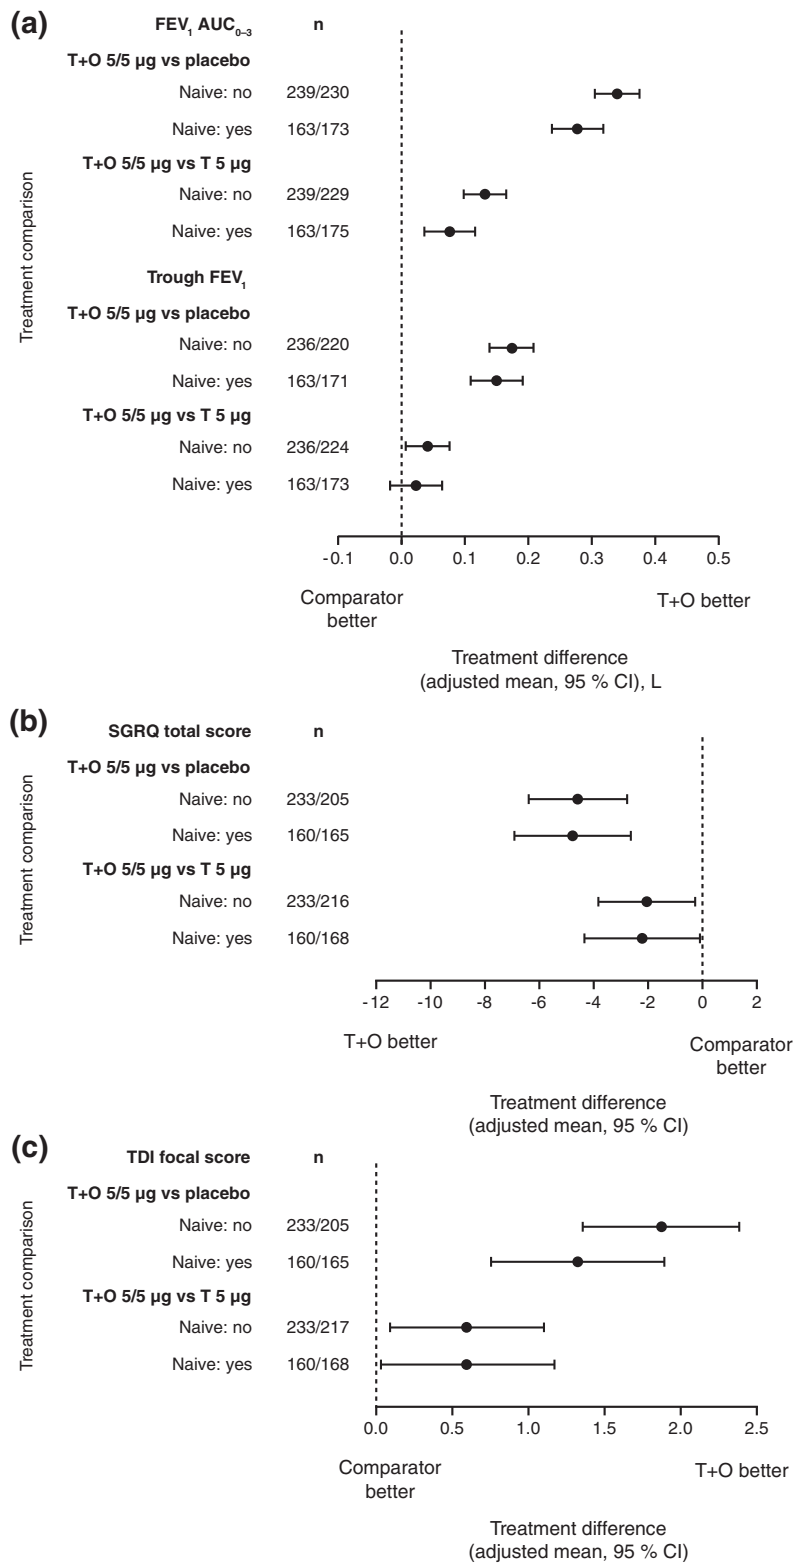 (a)
FEV₁ AUC₀₋₃ n
T+O 5/5 µg vs placebo
Naive: no 239/230
Naive: yes 163/173
T+O 5/5 µg vs T 5 µg
Naive: no 239/229
Naive: yes 163/175
Trough FEV₁
T+O 5/5 µg vs placebo
Naive: no 236/220
Naive: yes 163/171
T+O 5/5 µg vs T 5 µg
Naive: no 236/224
Naive: yes 163/173
Treatment comparison
-0.1 0.0 0.1 0.2 0.3 0.4 0.5
Comparator
better
T+O better
Treatment difference
(adjusted mean, 95 % CI), L
(b)
SGRQ total score n
T+O 5/5 µg vs placebo
Naive: no 233/205
Naive: yes 160/165
T+O 5/5 µg vs T 5 µg
Naive: no 233/216
Naive: yes 160/168
Treatment comparison
-12 -10 -8 -6 -4 -2 0 2
T+O better
Comparator
better
Treatment difference
(adjusted mean, 95 % CI)
(c)
TDI focal score n
T+O 5/5 µg vs placebo
Naive: no 233/205
Naive: yes 160/165
T+O 5/5 µg vs T 5 µg
Naive: no 233/217
Naive: yes 160/168
Treatment comparison
0.0 0.5 1.0 1.5 2.0 2.5
Comparator
better
T+O better
Treatment difference
(adjusted mean, 95 % CI)